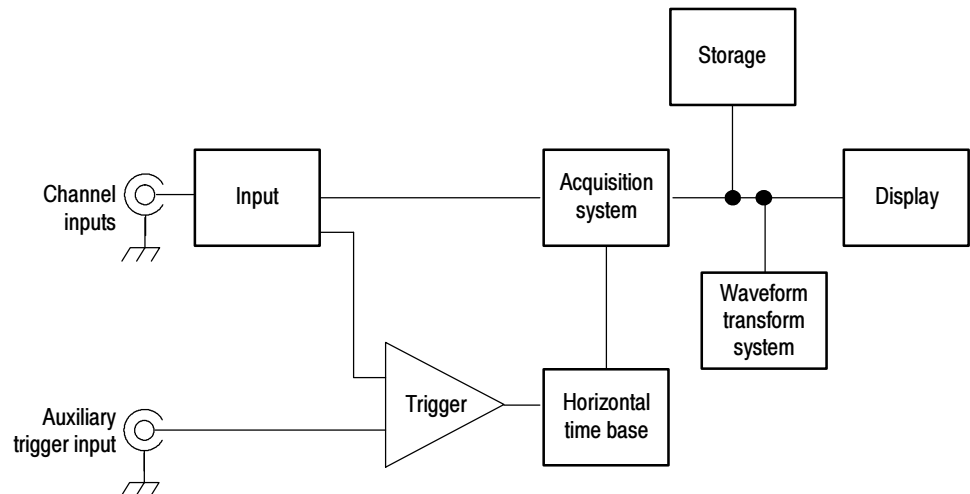 Storage
Channel
inputs
Input
Acquisition
system
Display
Waveform
transform
system
Auxiliary
trigger input
Trigger
Horizontal
time base